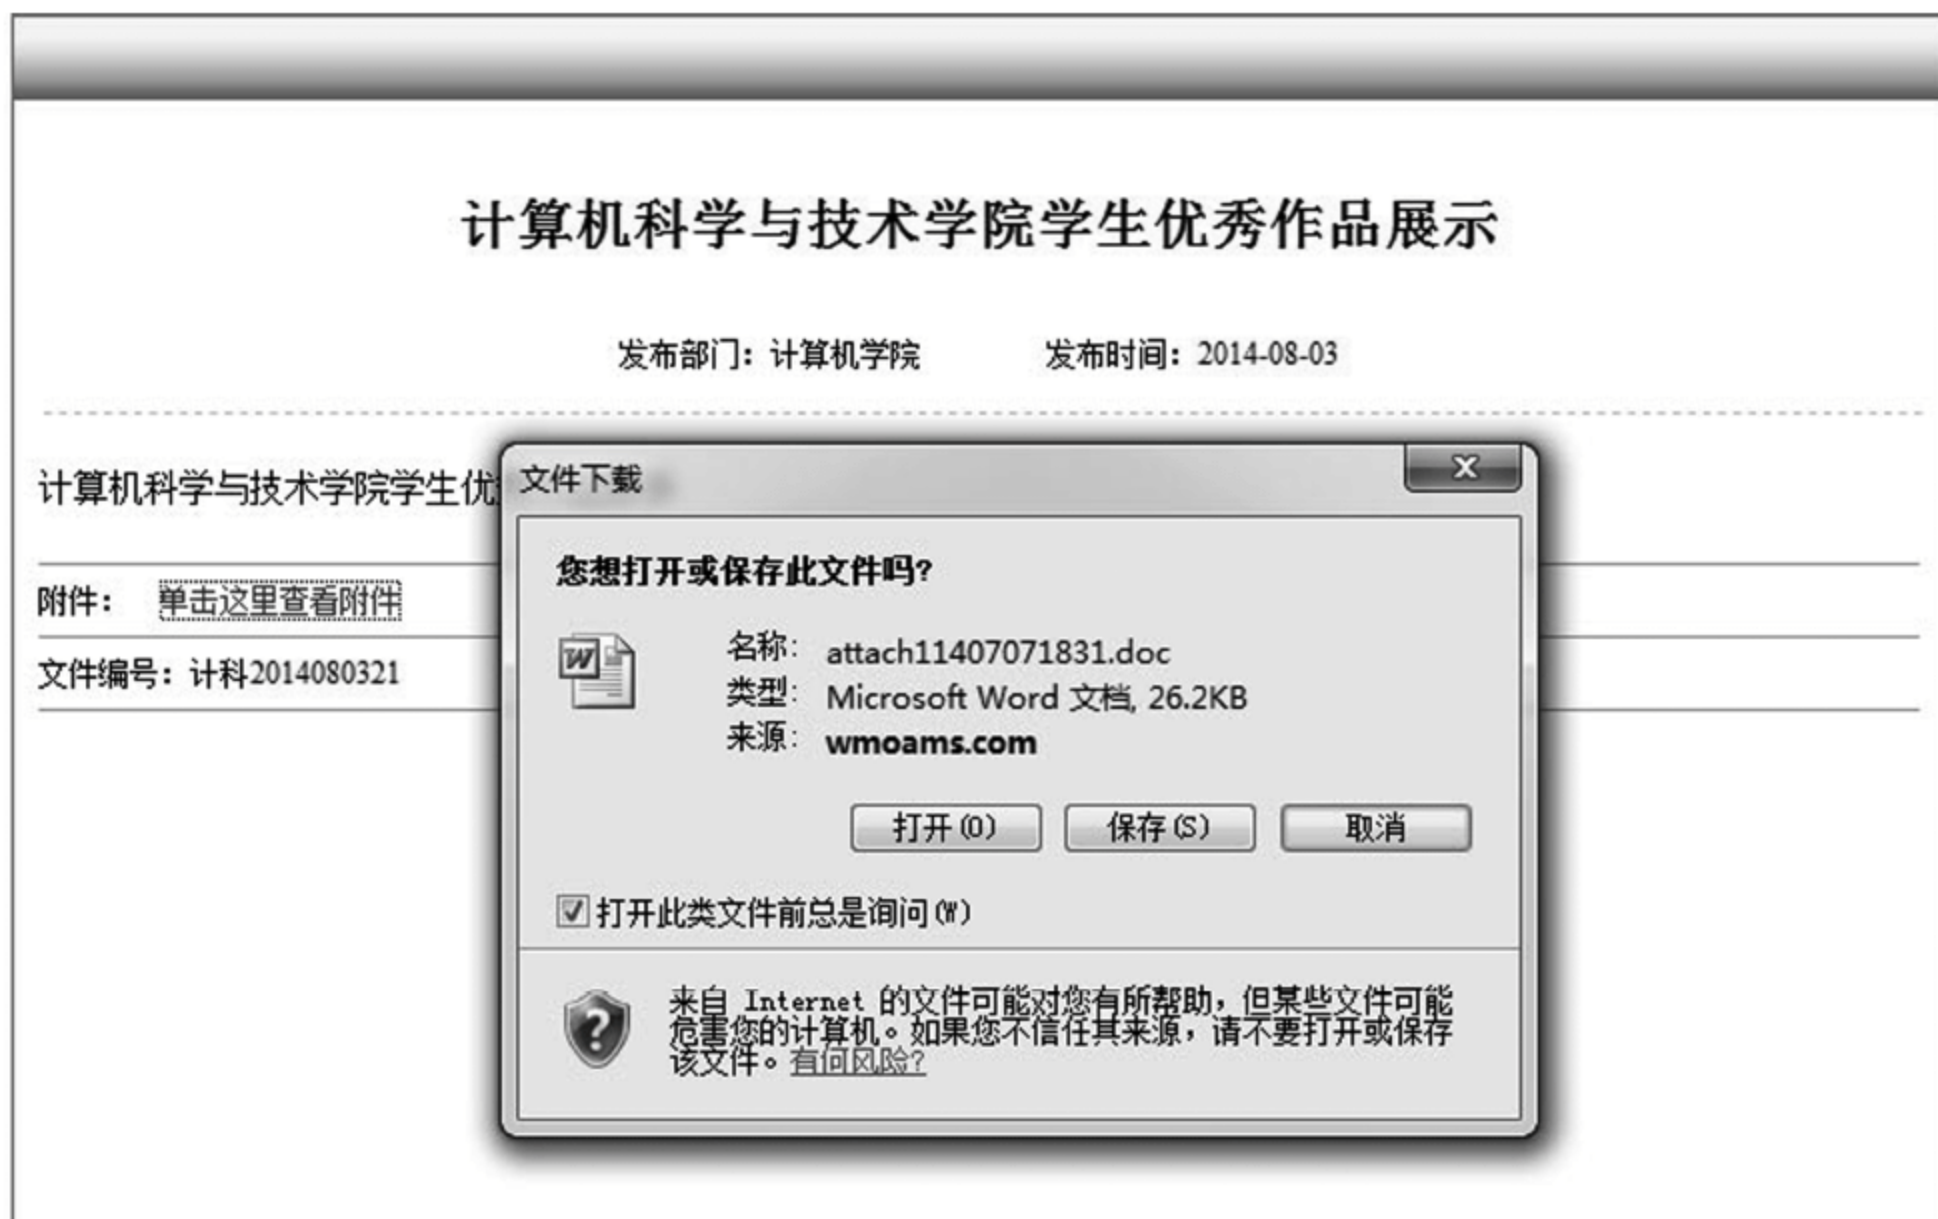 计算机科学与技术学院学生优秀作品展示
发布部门：计算机学院 发布时间：2014-08-03
计算机科学与技术学院学生优
附件： 单击这里查看附件
文件编号：计科2014080321
文件下载
您想打开或保存此文件吗?
名称: attach11407071831.doc
类型: Microsoft Word 文档, 26.2KB
来源: wmoams.com
打开(O) 保存(S) 取消
打开此类文件前总是询问(W)
来自 Internet 的文件可能对您有所帮助，但某些文件可能
危害您的计算机。如果您不信任其来源，请不要打开或保存
该文件。有何风险?